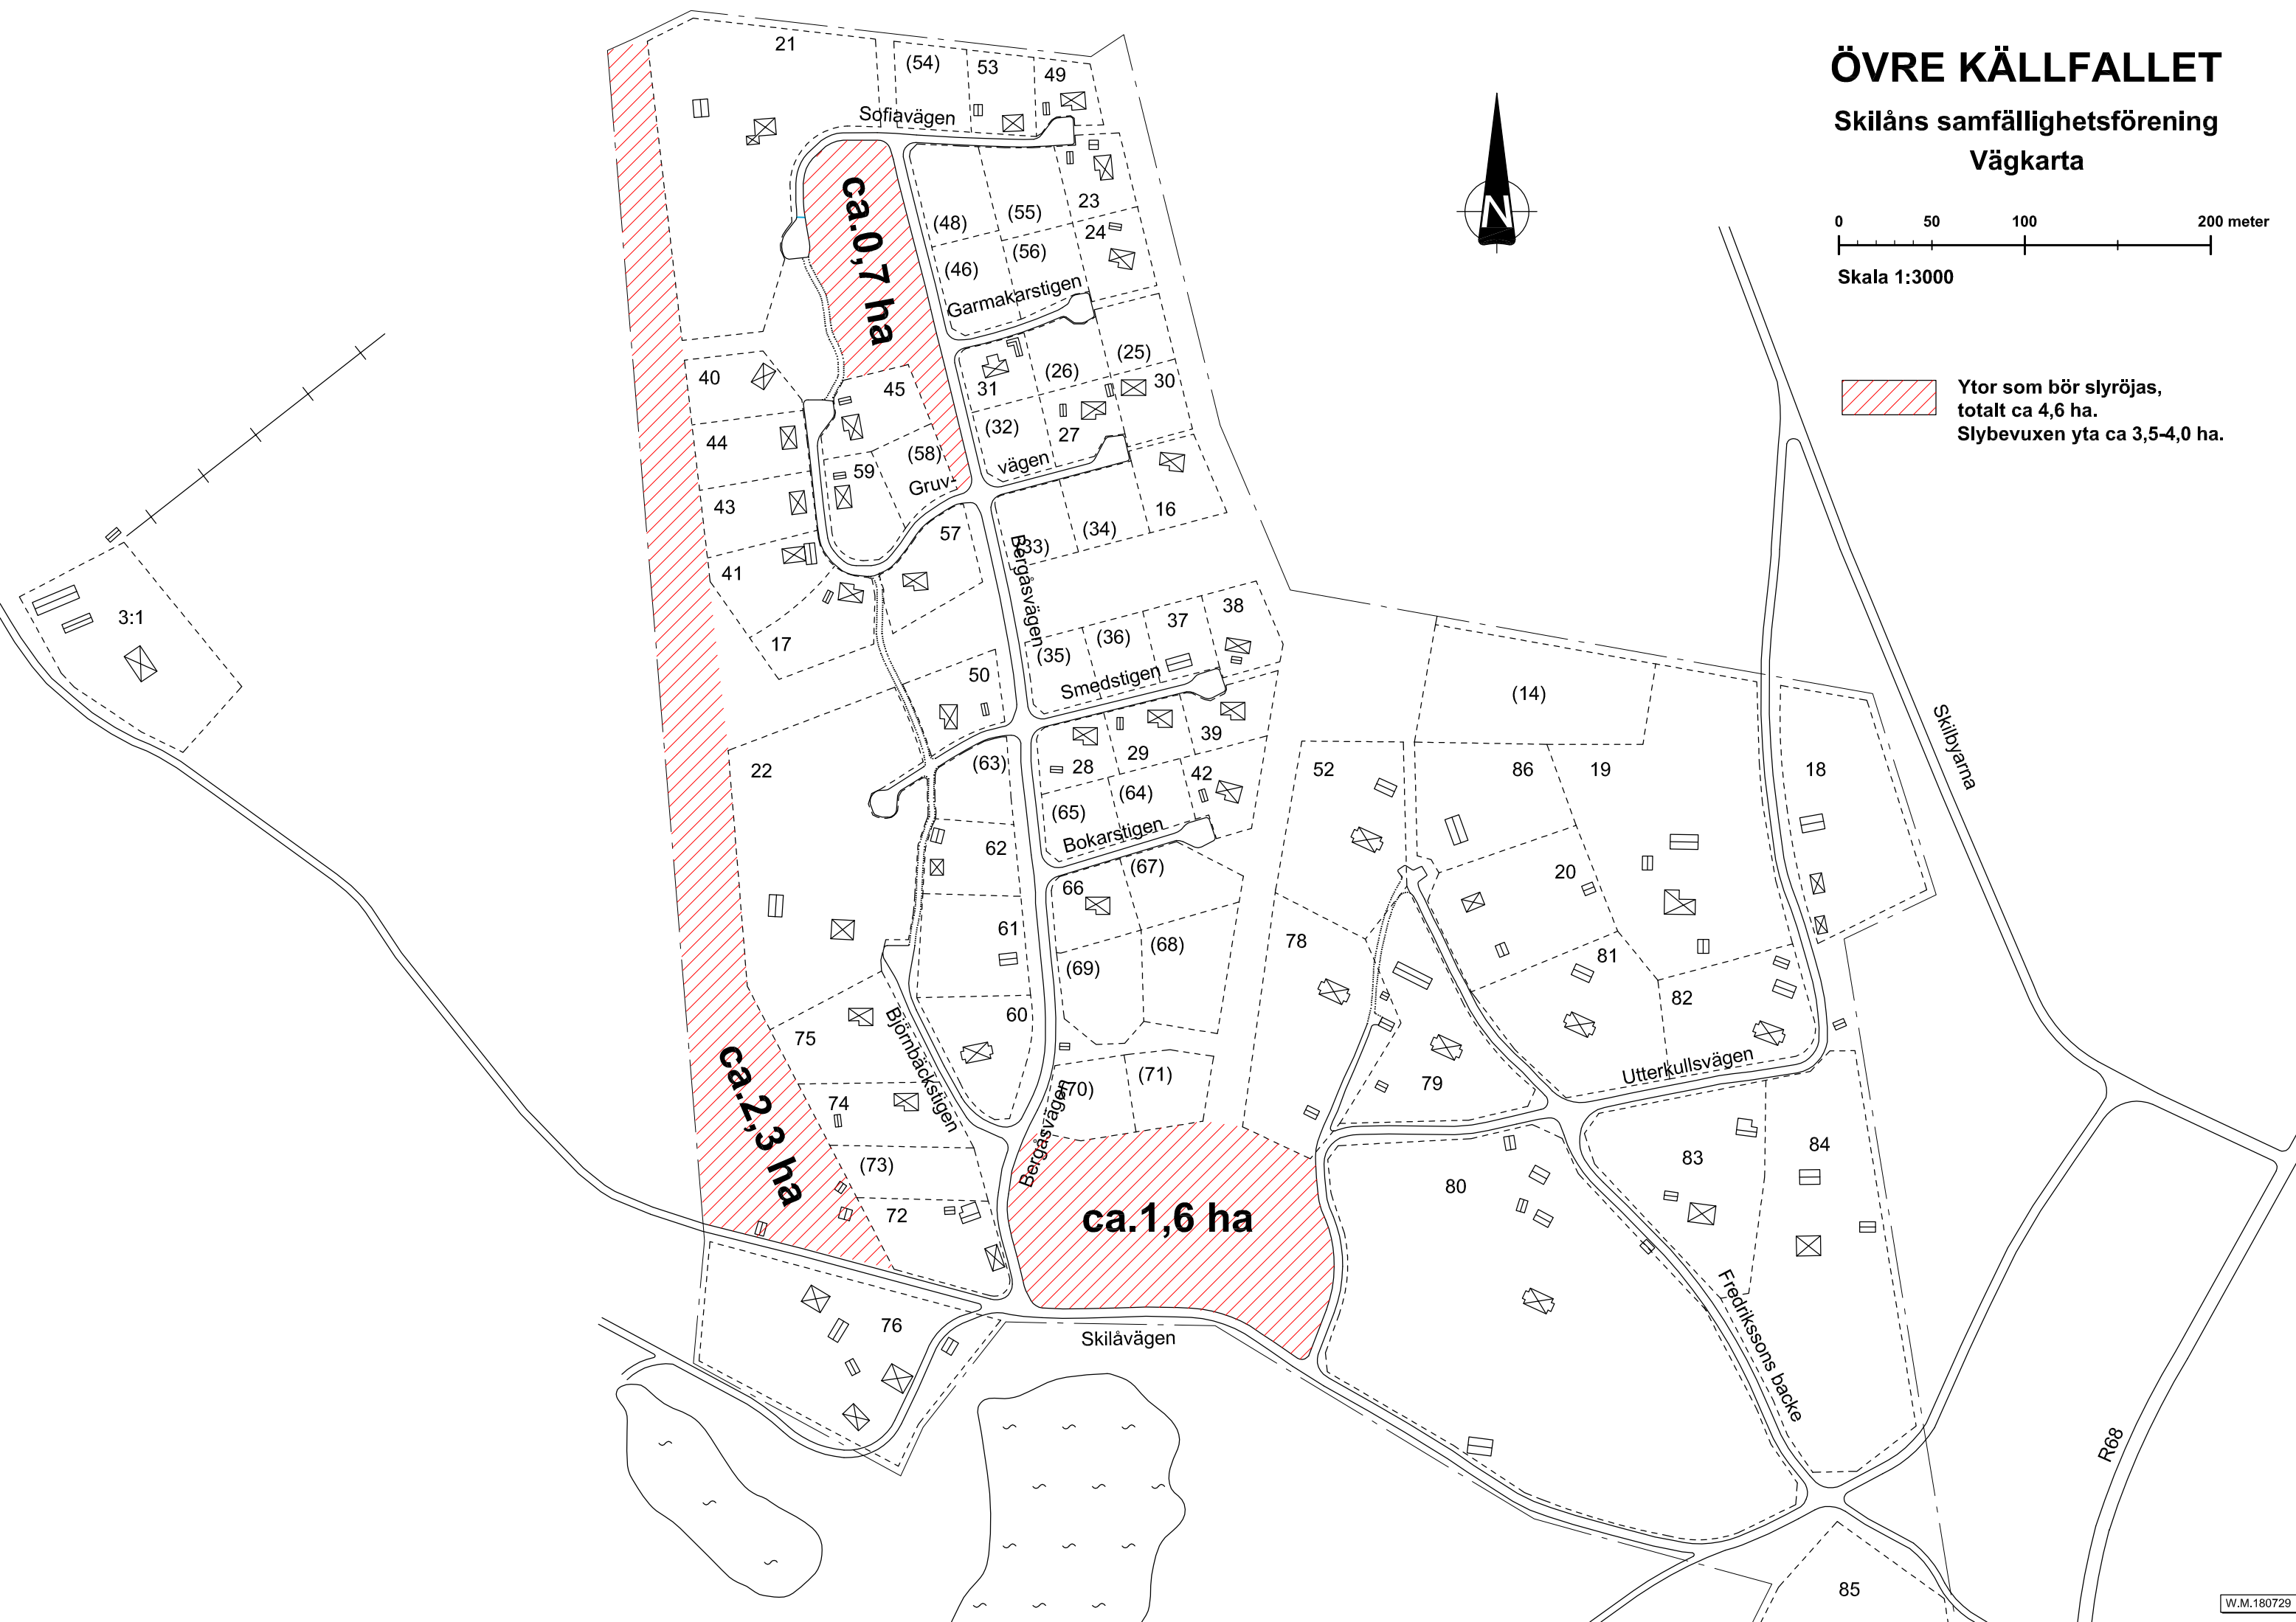 ÖVRE KÄLLFALLET
Skilåns samfällighetsförening
Vägkarta
0 50 100 200 meter
Skala 1:3000
Ytor som bör slyröjas,
totalt ca 4,6 ha.
Slybevuxen yta ca 3,5-4,0 ha.
N
21
(54)
53
49
Sofiavägen
ca.0,7 ha
(48)
(55)
23
24
(46)
(56)
Garmakarstigen
40
45
31
(26)
(25)
30
44
(32)
27
(58)
59
Gruv-
vägen
43
57
16
(34)
(33)
Bergåsvägen
41
17
3:1
38
37
(36)
(35)
50
Smedstigen
(14)
22
(63)
28
29
39
42
(64)
(65)
Bokarstigen
52
86
19
18
Skilbyarna
62
66
(67)
20
61
(68)
(69)
78
81
82
60
75
Björnbäckstigen
74
(70)
(71)
Bergåsvägen
79
Utterkullsvägen
ca.2,3 ha
(73)
72
ca.1,6 ha
80
83
84
76
Skilåvägen
Fredrikssons backe
R68
85
W.M.180729